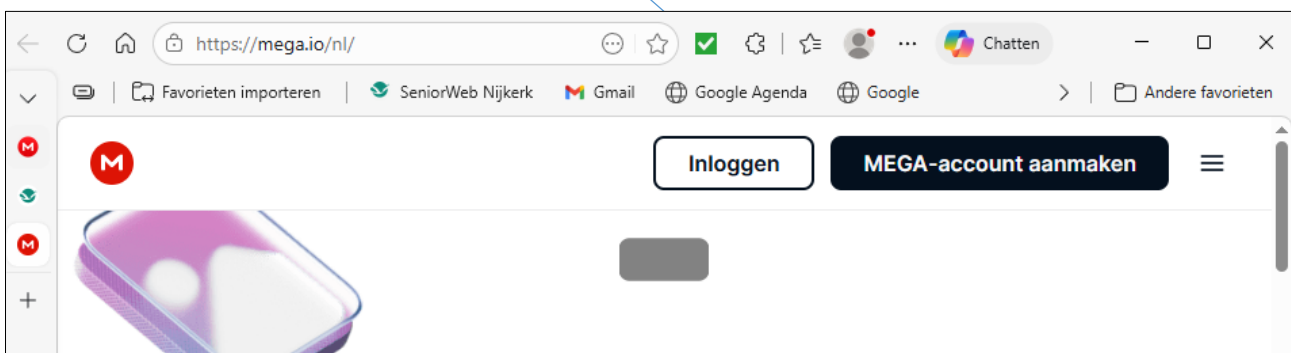 https://mega.io/nl/
Chatten
Favorieten importeren
SeniorWeb Nijkerk
Gmail
Google Agenda
Google
Andere favorieten
M
M
Inloggen
MEGA-account aanmaken
M